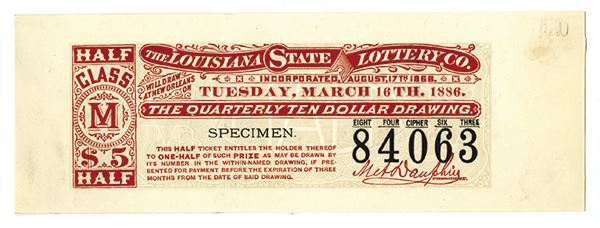 HALF
CLASS
M
$.5
HALF
THE LOUISIANA STATE LOTTERY CO.
INCORPORATED, AUGUST, 17TH 1868.
WILL DRAW
AT NEW ORLEANS
TUESDAY, MARCH 16TH. 1886.
THE QUARTERLY TEN DOLLAR DRAWING.
SPECIMEN.
THIS HALF TICKET ENTITLES THE HOLDER THEREOF
TO ONE-HALF OF SUCH PRIZE AS MAY BE DRAWN BY
ITS NUMBER IN THE WITHIN-NAMED DRAWING, IF PRE-
SENTED FOR PAYMENT BEFORE THE EXPIRATION OF THREE
MONTHS FROM THE DATE OF SAID DRAWING.
EIGHT FOUR CIPHER SIX THREE
84063
M.A. Dauphin